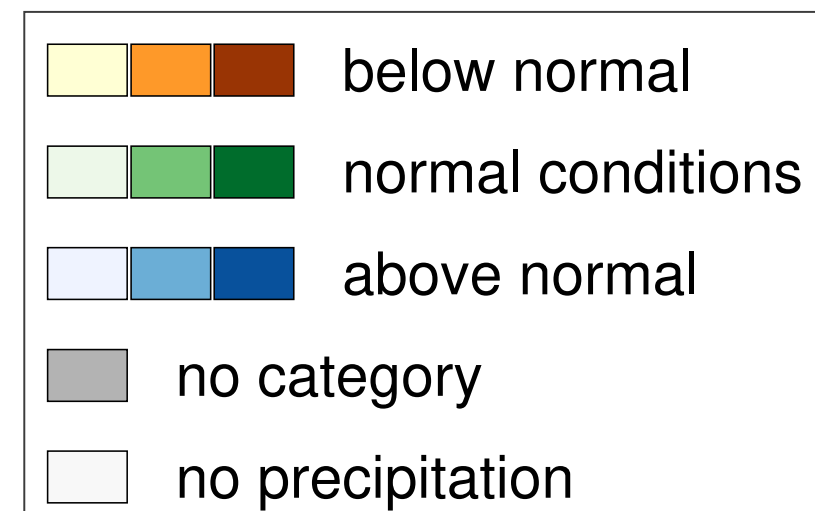 below normal
normal conditions
above normal
no category
no precipitation